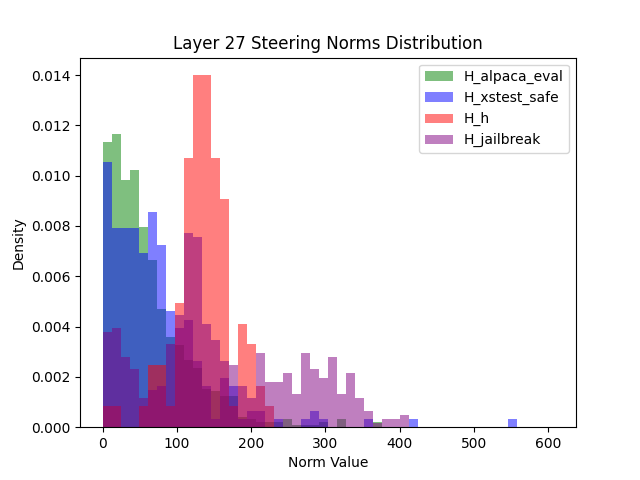 Layer 27 Steering Norms Distribution
H_alpaca_eval
H_xstest_safe
H_h
H_jailbreak
0.014
0.012
0.010
0.008
0.006
0.004
0.002
0.000
Density
0 100 200 300 400 500 600
Norm Value